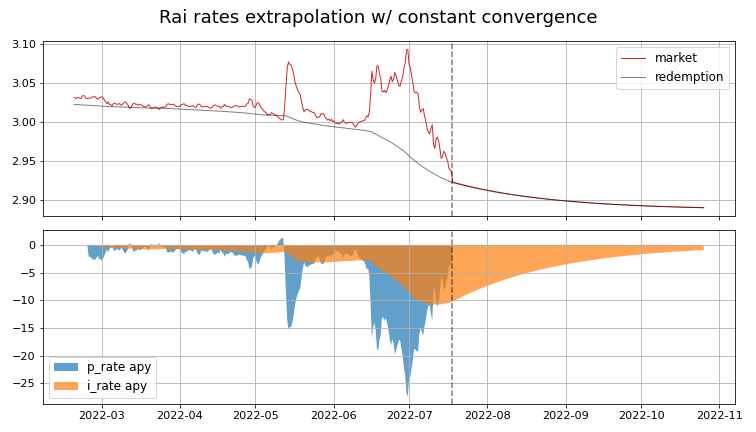 Rai rates extrapolation w/ constant convergence
3.10
3.05
3.00
2.95
2.90
market
redemption
0
−5
−10
−15
−20
−25
p_rate apy
i_rate apy
2022-03 2022-04 2022-05 2022-06 2022-07 2022-08 2022-09 2022-10 2022-11